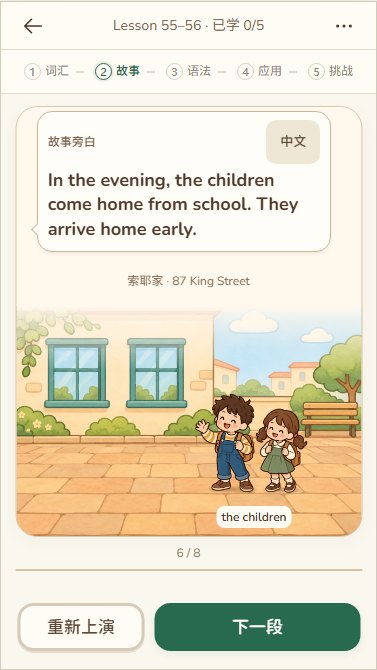 Lesson 55–56 · 已学 0/5
1 词汇 — 2 故事 — 3 语法 — 4 应用 — 5 挑战
故事旁白
中文
In the evening, the children
come home from school. They
arrive home early.
索耶家 · 87 King Street
the children
6 / 8
重新上演
下一段